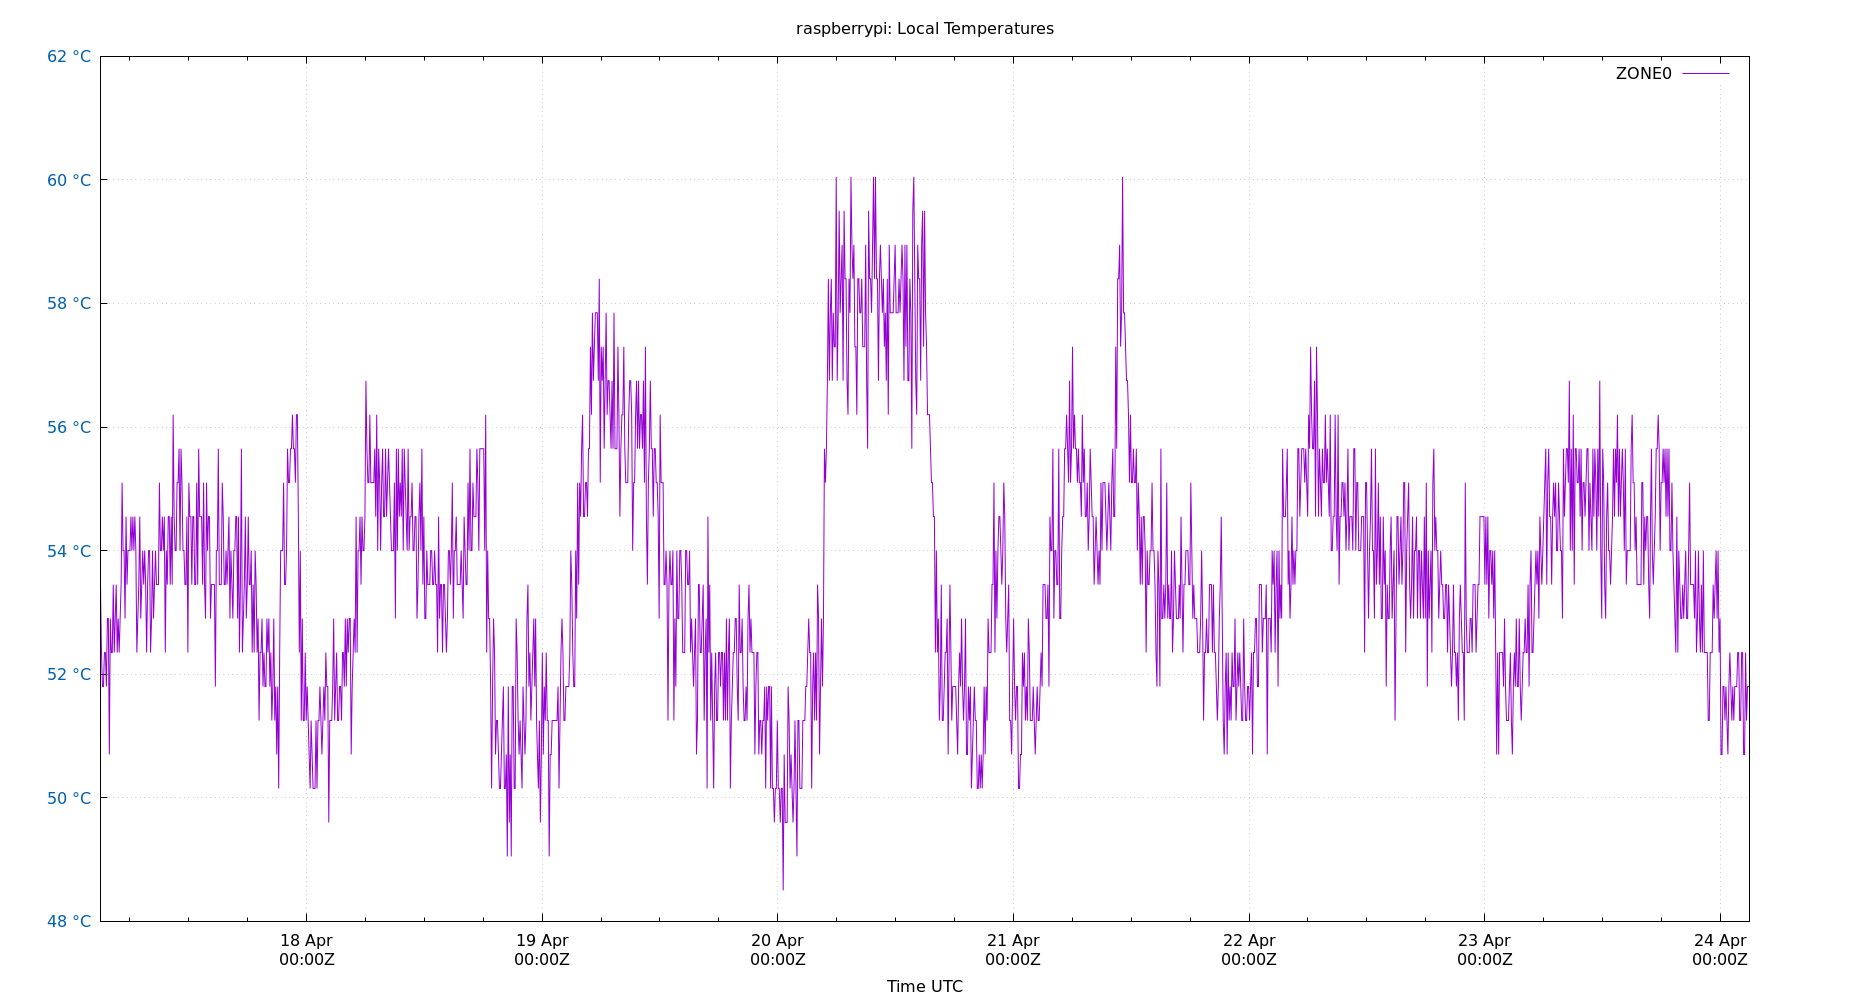 raspberrypi: Local Temperatures
62 °C
ZONE0
60 °C
58 °C
56 °C
54 °C
52 °C
50 °C
48 °C
18 Apr 19 Apr 20 Apr 21 Apr 22 Apr 23 Apr 24 Apr
00:00Z 00:00Z 00:00Z 00:00Z 00:00Z 00:00Z 00:00Z
Time UTC